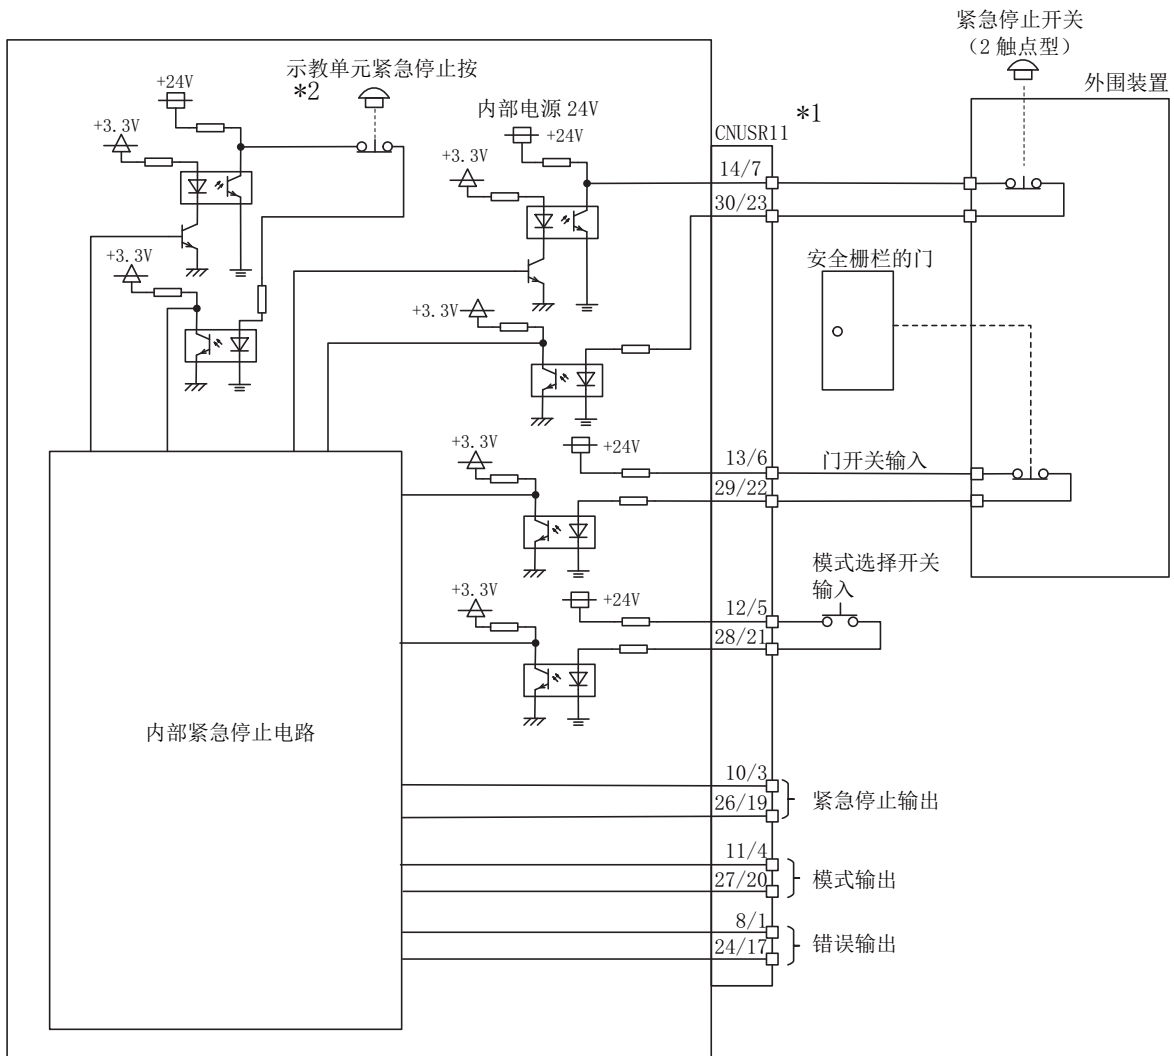 紧急停止开关
（2 触点型）
外围装置
示教单元紧急停止按
*2
+24V
+3.3V
内部电源 24V
+24V
+3.3V
*1
CNUSR11
14/7
30/23
+3.3V
安全栅栏的门
+3.3V
+3.3V
+24V
13/6
门开关输入
29/22
模式选择开关
输入
+3.3V
+24V
12/5
28/21
内部紧急停止电路
10/3
26/19
紧急停止输出
11/4
27/20
模式输出
8/1
24/17
错误输出